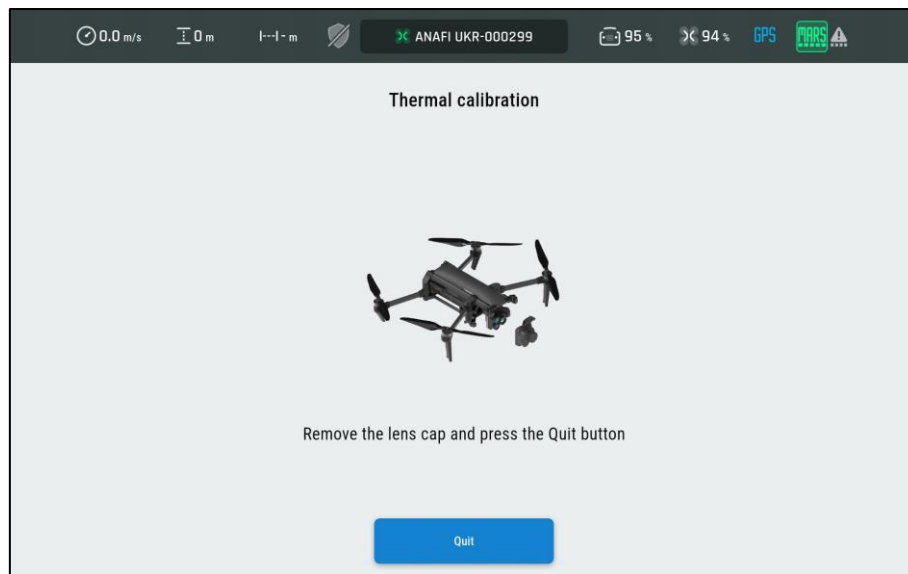 0.0 m/s 0 m - m ANAFI UKR-000299 95 % 94 % GPS MARS
Thermal calibration
Remove the lens cap and press the Quit button
Quit